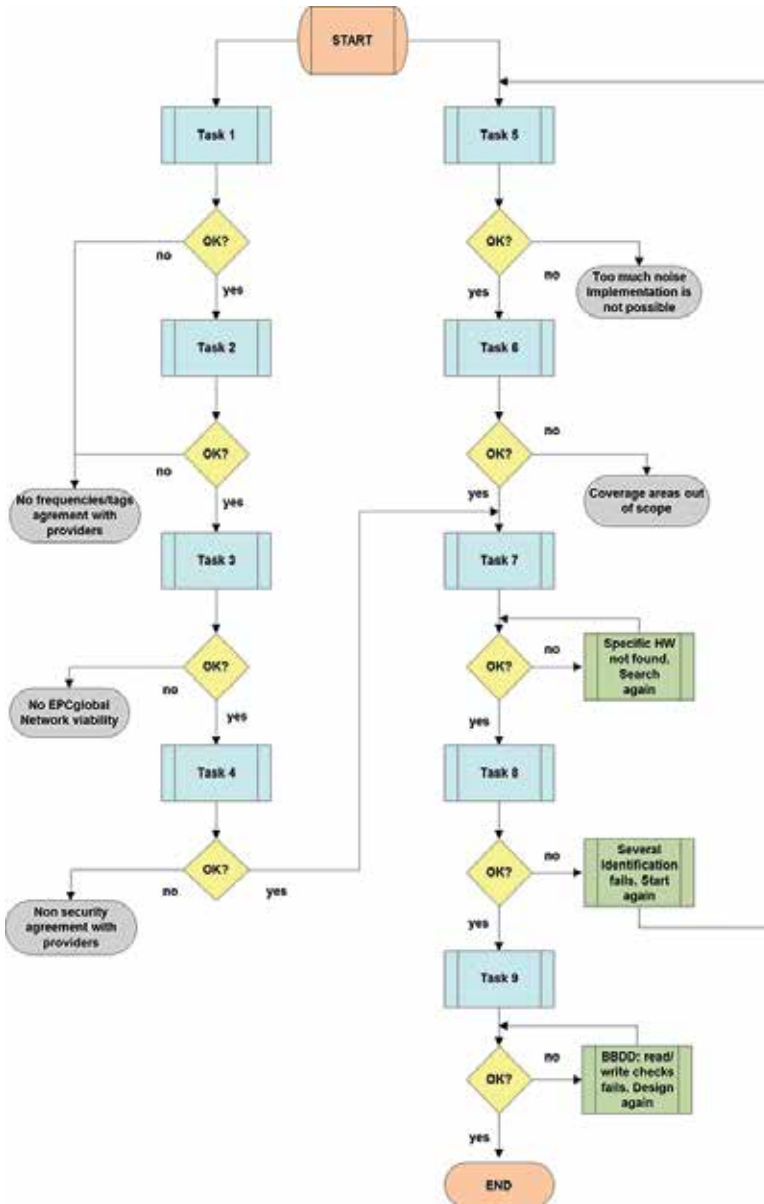 START
Task 1
Task 5
OK?
OK?
no
no
yes
yes
Too much noise
Implementation is
not possible
Task 2
Task 6
OK?
OK?
no
no
yes
yes
No frequencies/tags
agrement with
providers
Coverage areas out
of scope
Task 3
Task 7
OK?
OK?
no
no
yes
yes
Specific HW
not found.
Search
again
No EPCglobal
Network viability
Task 4
Task 8
OK?
OK?
no
yes
no
yes
Several
identification
fails. Start
again
Non security
agreement with
providers
Task 9
OK?
no
yes
BBDD: read/
write checks
fails. Design
again
END